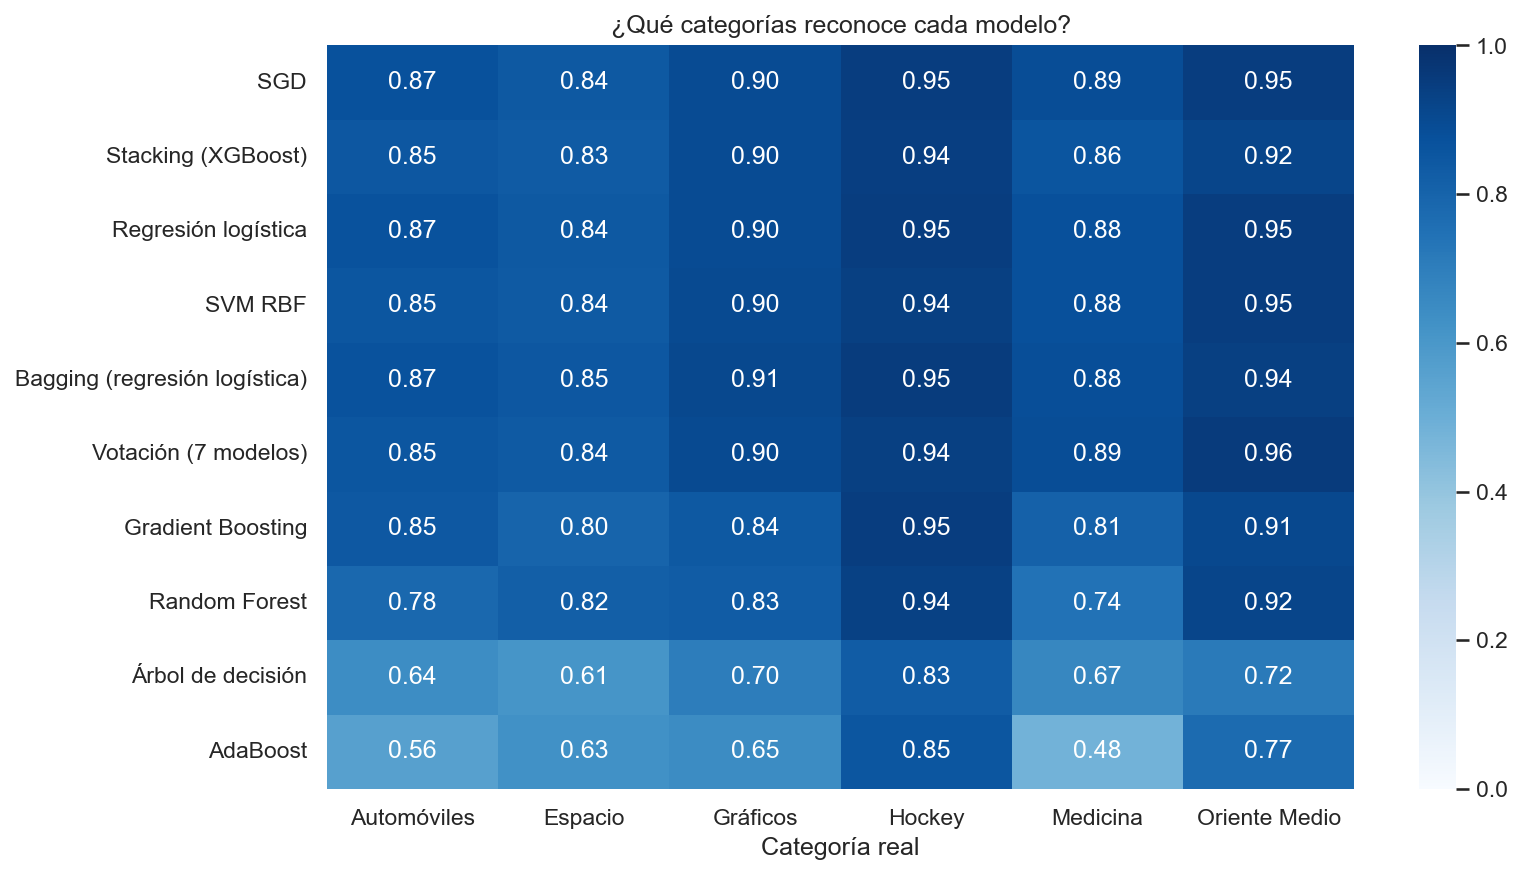 ¿Qué categorías reconoce cada modelo?
SGD 0.87 0.84 0.90 0.95 0.89 0.95
Stacking (XGBoost) 0.85 0.83 0.90 0.94 0.86 0.92
Regresión logística 0.87 0.84 0.90 0.95 0.88 0.95
SVM RBF 0.85 0.84 0.90 0.94 0.88 0.95
Bagging (regresión logística) 0.87 0.85 0.91 0.95 0.88 0.94
Votación (7 modelos) 0.85 0.84 0.90 0.94 0.89 0.96
Gradient Boosting 0.85 0.80 0.84 0.95 0.81 0.91
Random Forest 0.78 0.82 0.83 0.94 0.74 0.92
Árbol de decisión 0.64 0.61 0.70 0.83 0.67 0.72
AdaBoost 0.56 0.63 0.65 0.85 0.48 0.77
Automóviles Espacio Gráficos Hockey Medicina Oriente Medio
Categoría real
1.0
0.8
0.6
0.4
0.2
0.0